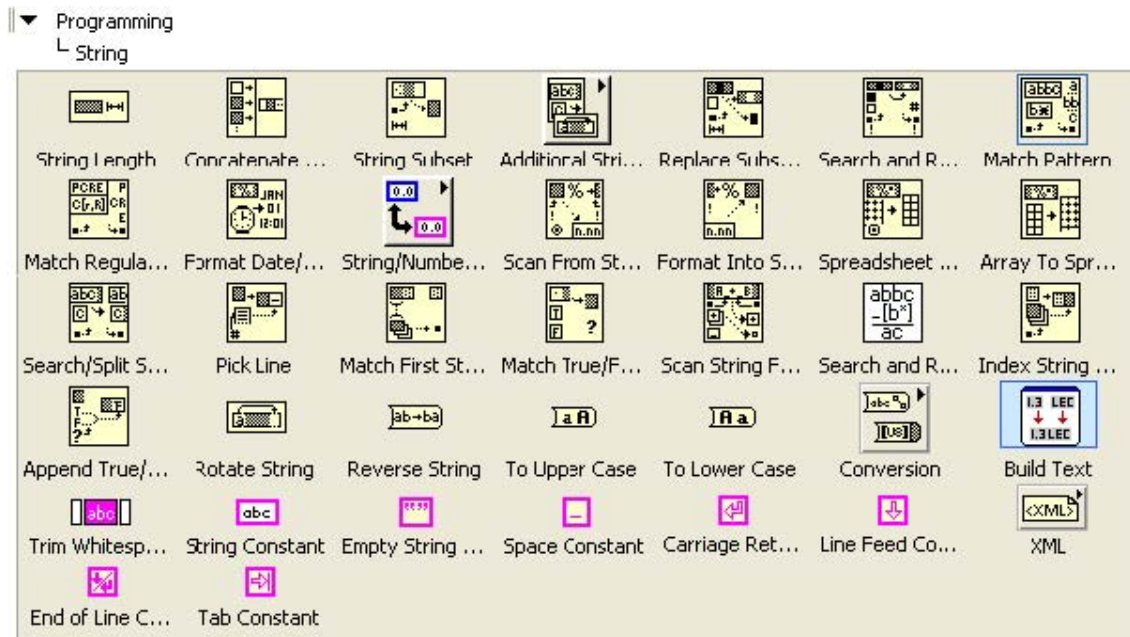 Programming
String
String Length Concatenate ... String Subset Additional Stri... Replace Subs... Search and R... Match Pattern
Match Regula... Format Date/... String/Numbe... Scan From St... Format Into S... Spreadsheet ... Array To Spr...
Search/Split S... Pick Line Match First St... Match True/F... Scan String F... Search and R... Index String ...
Append True/... Rotate String Reverse String To Upper Case To Lower Case Conversion Build Text
Trim Whitesp... String Constant Empty String ... Space Constant Carriage Ret... Line Feed Co... XML
End of Line C... Tab Constant